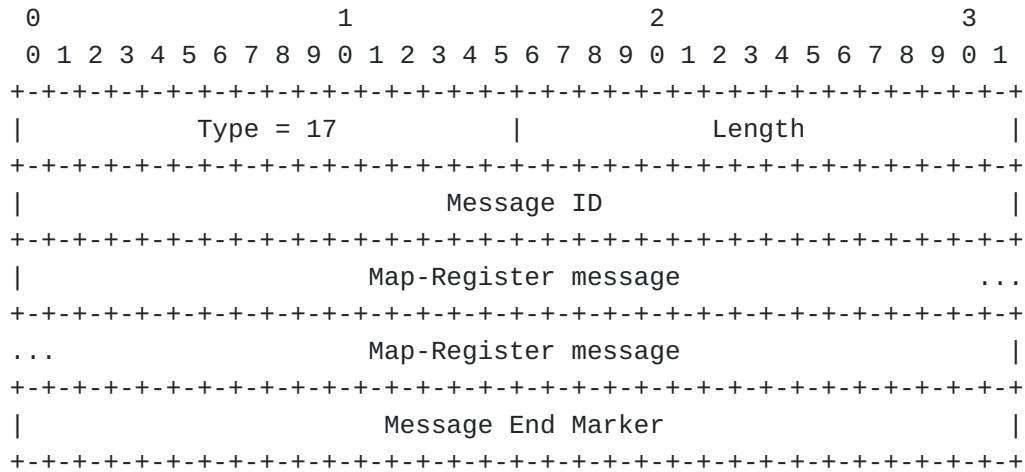 0                   1                   2                   3
 0 1 2 3 4 5 6 7 8 9 0 1 2 3 4 5 6 7 8 9 0 1 2 3 4 5 6 7 8 9 0 1
+-+-+-+-+-+-+-+-+-+-+-+-+-+-+-+-+-+-+-+-+-+-+-+-+-+-+-+-+-+-+-+-+
|           Type = 17           |            Length             |
+-+-+-+-+-+-+-+-+-+-+-+-+-+-+-+-+-+-+-+-+-+-+-+-+-+-+-+-+-+-+-+-+
|                           Message ID                          |
+-+-+-+-+-+-+-+-+-+-+-+-+-+-+-+-+-+-+-+-+-+-+-+-+-+-+-+-+-+-+-+-+
|                      Map-Register message                   ...
+-+-+-+-+-+-+-+-+-+-+-+-+-+-+-+-+-+-+-+-+-+-+-+-+-+-+-+-+-+-+-+-+
...                    Map-Register message                     |
+-+-+-+-+-+-+-+-+-+-+-+-+-+-+-+-+-+-+-+-+-+-+-+-+-+-+-+-+-+-+-+-+
|                       Message End Marker                      |
+-+-+-+-+-+-+-+-+-+-+-+-+-+-+-+-+-+-+-+-+-+-+-+-+-+-+-+-+-+-+-+-+